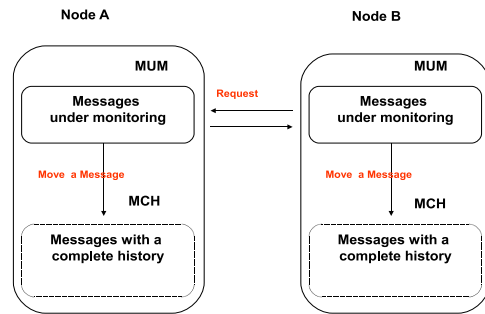 Node A
Node B
MUM
MUM
Messages
under monitoring
Request
Messages
under monitoring
Move a Message
Move a Message
MCH
MCH
Messages with a
complete history
Messages with a
complete history